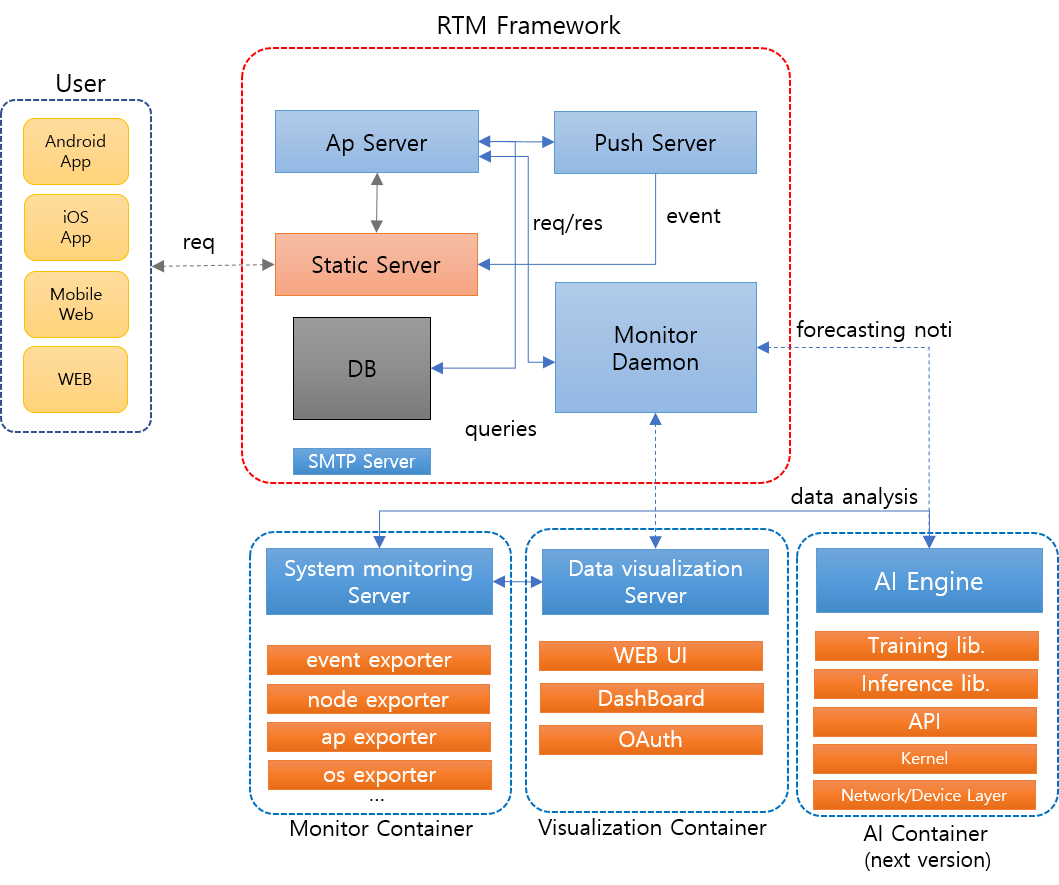 RTM Framework
User
Android
App
iOS
App
Mobile
Web
WEB
req
Ap Server
Push Server
req/res
event
Static Server
Monitor
Daemon
forecasting noti
DB
queries
SMTP Server
data analysis
System monitoring
Server
event exporter
node exporter
ap exporter
os exporter
...
Monitor Container
Data visualization
Server
WEB UI
DashBoard
OAuth
Visualization Container
AI Engine
Training lib.
Inference lib.
API
Kernel
Network/Device Layer
AI Container
(next version)